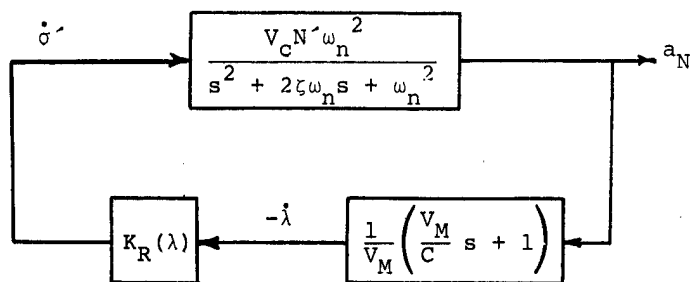 σ̇′
V_c N′ω_n²
s² + 2ζω_n s + ω_n²
a_N
K_R(λ)
-λ̇
1/V_M (V_M/C s + 1)